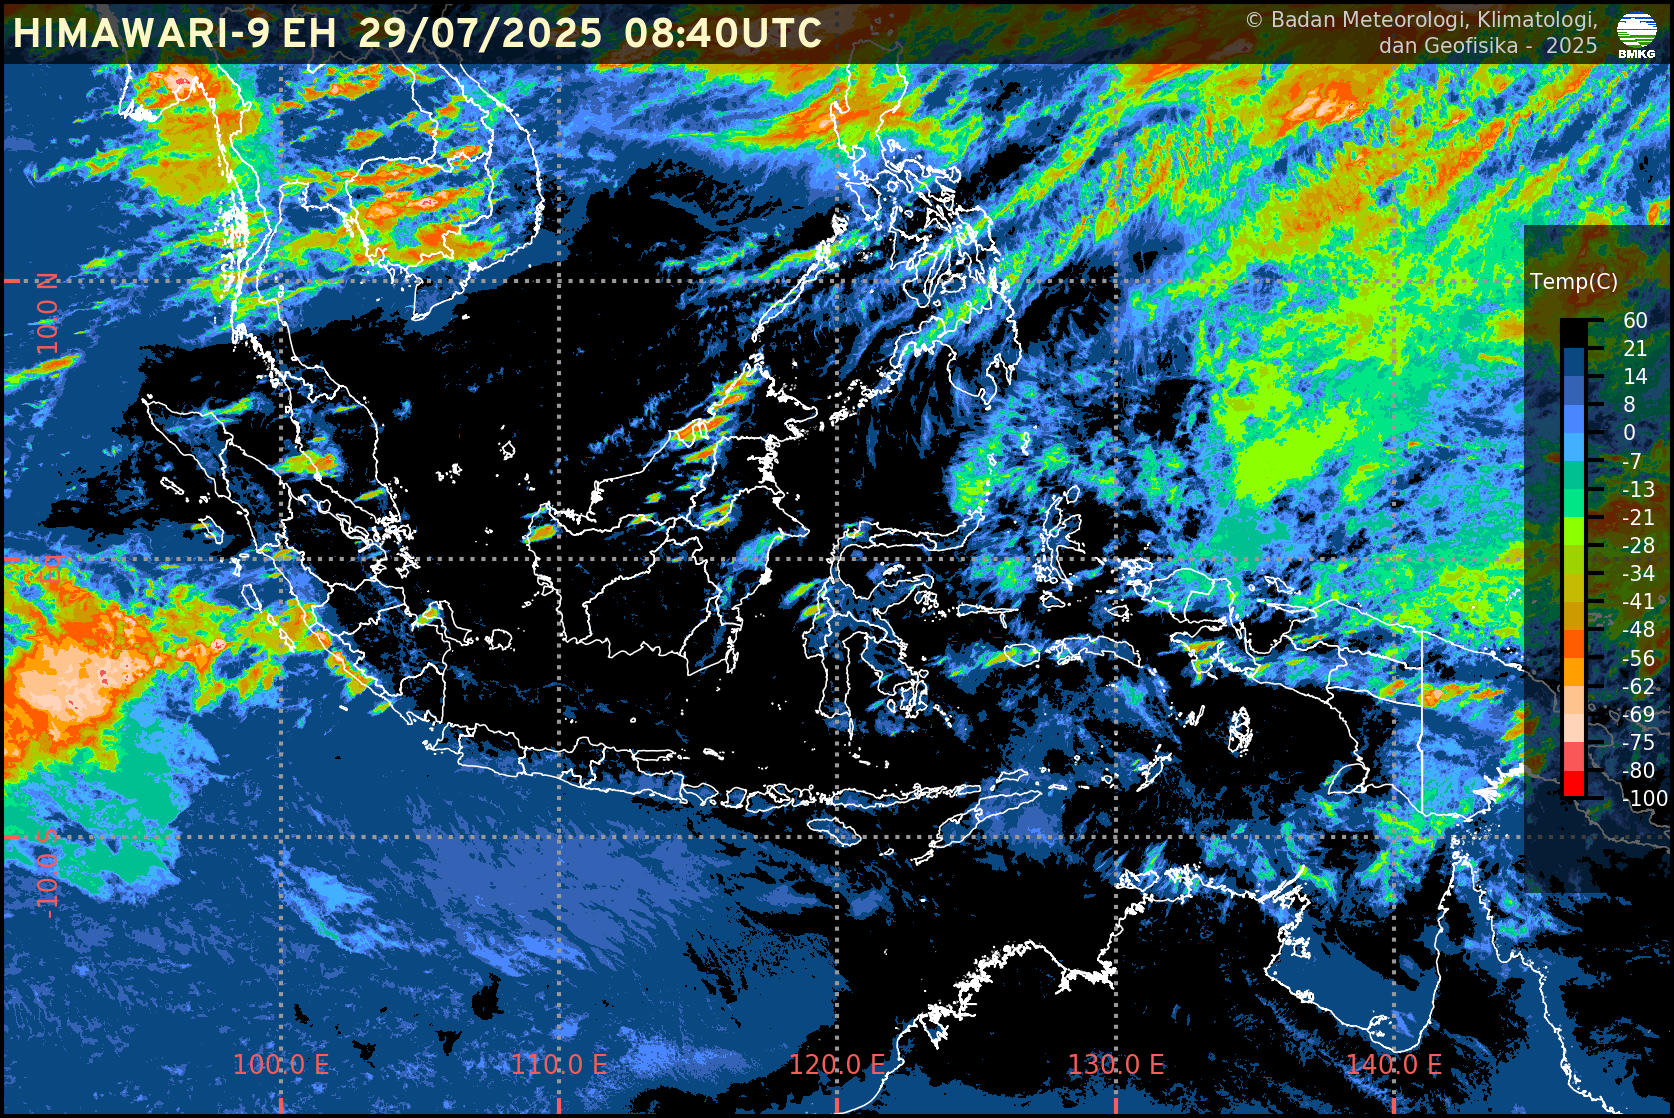 HIMAWARI-9 EH 29/07/2025 08:40UTC
© Badan Meteorologi, Klimatologi,
dan Geofisika - 2025
BMKG
Temp(C)
60
21
14
8
0
-7
-13
-21
-28
-34
-41
-48
-56
-62
-69
-75
-80
-100
10.0 N
-10.0 S
100.0 E
110.0 E
120.0 E
130.0 E
140.0 E